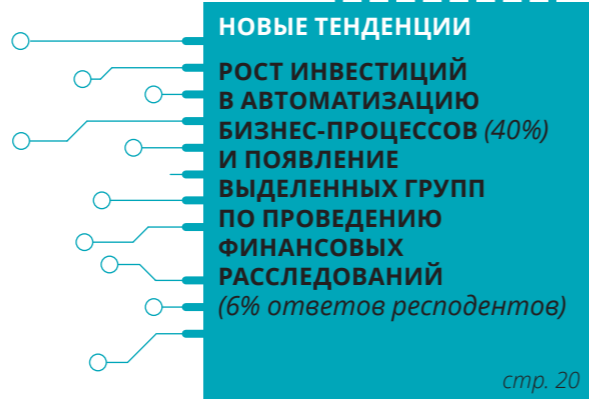 НОВЫЕ ТЕНДЕНЦИИ
РОСТ ИНВЕСТИЦИЙ
В АВТОМАТИЗАЦИЮ
БИЗНЕС-ПРОЦЕССОВ (40%)
И ПОЯВЛЕНИЕ
ВЫДЕЛЕННЫХ ГРУПП
ПО ПРОВЕДЕНИЮ
ФИНАНСОВЫХ
РАССЛЕДОВАНИЙ
(6% ответов респодентов)
стр. 20